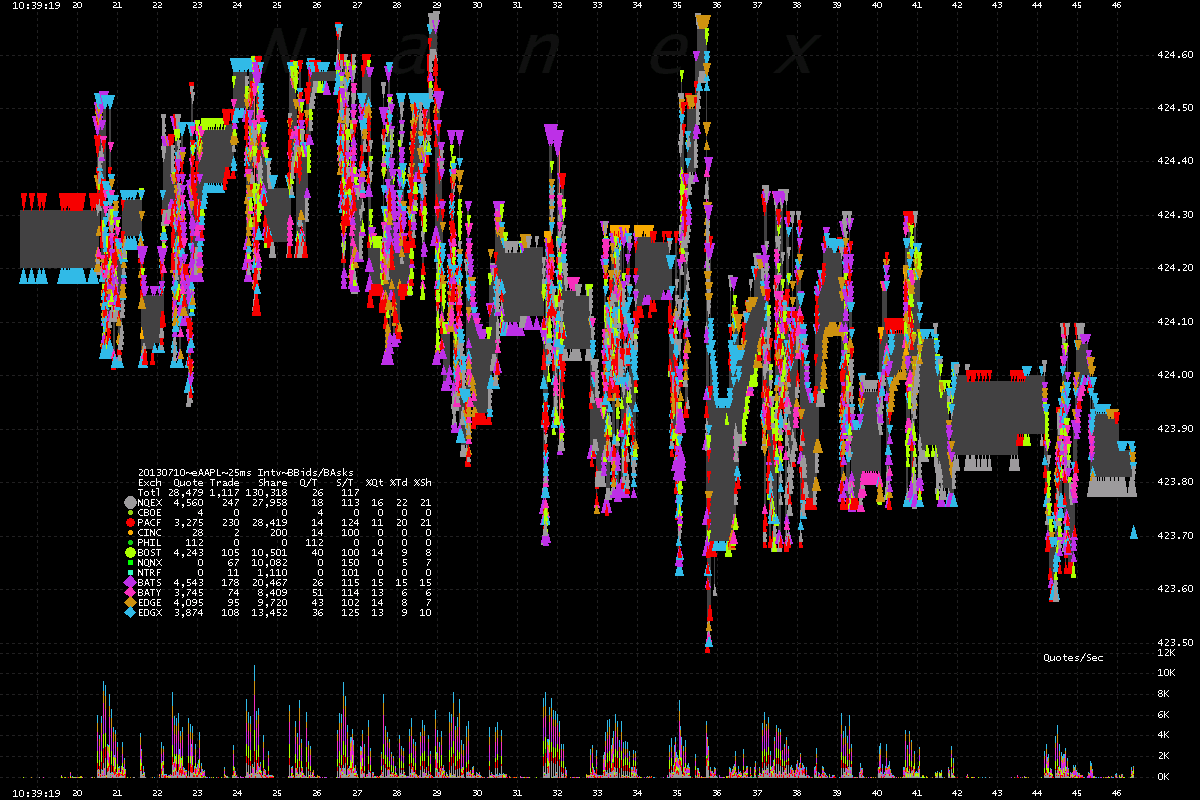 10:39:19 20 21 22 23 24 25 26 27 28 29 30 31 32 33 34 35 36 37 38 39 40 41 42 43 44 45 46
N a n e x
424.60
424.50
424.40
424.30
424.20
424.10
424.00
423.90
423.80
423.70
423.60
423.50
20130710~eAAPL~25ms Intv~BBids/BAsks
Exch Quote Trade Share Q/T S/T %Qt %Td %Sh
Totl 28,479 1,117 130,318 26 117
NQEX 4,560 247 27,958 18 113 16 22 21
CBOE 4 0 0 4 0 0 0 0
PACF 3,275 230 28,419 14 124 11 20 21
CINC 28 2 200 14 100 0 0 0
PHIL 112 0 0 112 0 0 0 0
BOST 4,243 105 10,501 40 100 14 9 8
NQNX 0 67 10,082 0 150 0 5 7
NTRF 0 11 1,110 0 101 0 0 0
BATS 4,543 178 20,467 26 115 15 15 15
BATY 3,745 74 8,409 51 114 13 6 6
EDGE 4,095 95 9,720 43 102 14 8 7
EDGX 3,874 108 13,452 36 125 13 9 10
Quotes/Sec
12K
10K
8K
6K
4K
2K
0K
10:39:19 20 21 22 23 24 25 26 27 28 29 30 31 32 33 34 35 36 37 38 39 40 41 42 43 44 45 46